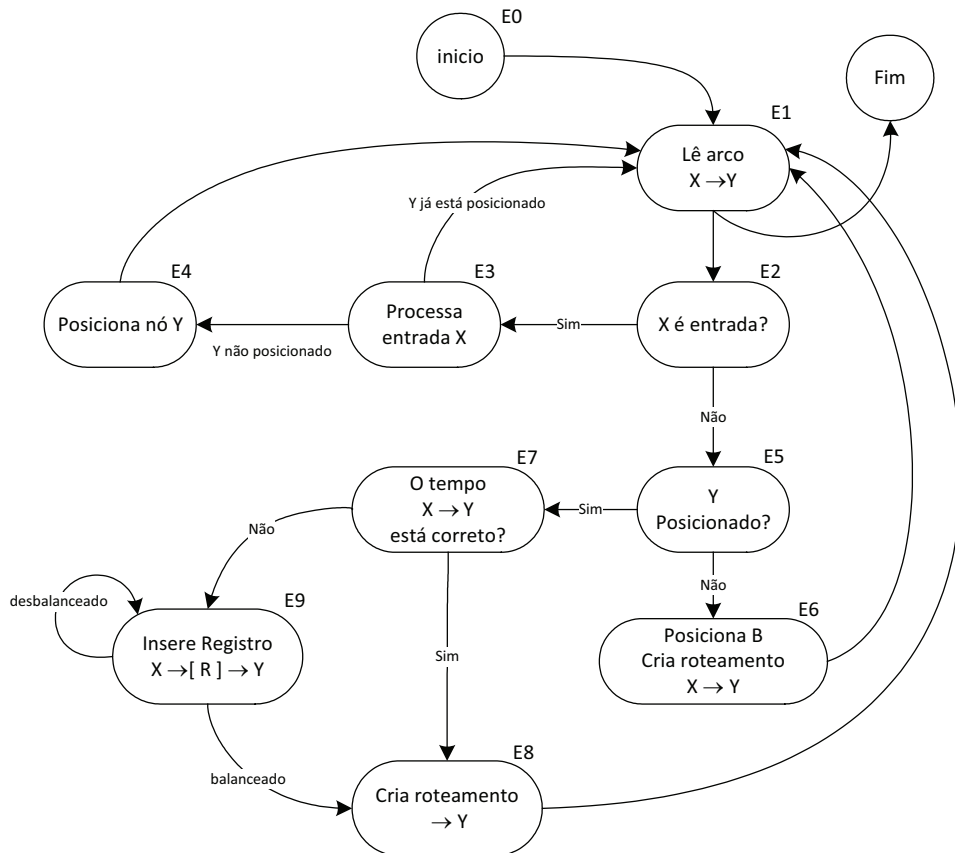 E0
inicio
Fim
E1
Lê arco
X → Y
Y já está posicionado
E4
Posiciona nó Y
E3
Processa
entrada X
E2
X é entrada?
Sim
Y não posicionado
Não
E7
O tempo
X → Y
está correto?
E5
Y
Posicionado?
Sim
Não
Não
desbalanceado
E9
Insere Registro
X → [ R ] → Y
Sim
E6
Posiciona B
Cria roteamento
X → Y
balanceado
E8
Cria roteamento
→ Y